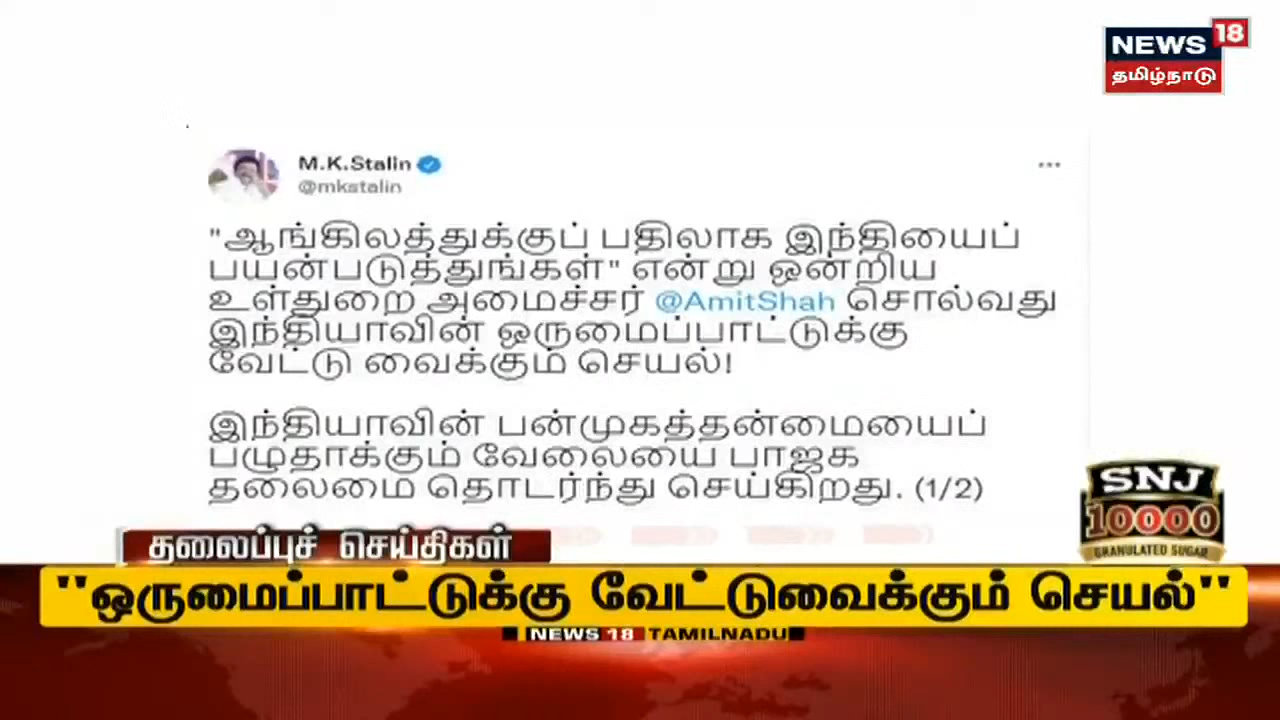 NEWS 18
தமிழ்நாடு
M.K.Stalin
@mkstalin
"ஆங்கிலத்துக்குப் பதிலாக இந்தியைப்
பயன்படுத்துங்கள்" என்று ஒன்றிய
உள்துறை அமைச்சர் @AmitShah சொல்வது
இந்தியாவின் ஒருமைப்பாட்டுக்கு
வேட்டு வைக்கும் செயல்!
இந்தியாவின் பன்முகத்தன்மையைப்
பழுதாக்கும் வேலையை பாஜக
தலைமை தொடர்ந்து செய்கிறது. (1/2)
SNJ
10000
GRANULATED SUGAR
தலைப்புச் செய்திகள்
"ஒருமைப்பாட்டுக்கு வேட்டுவைக்கும் செயல்"
NEWS 18 TAMILNADU